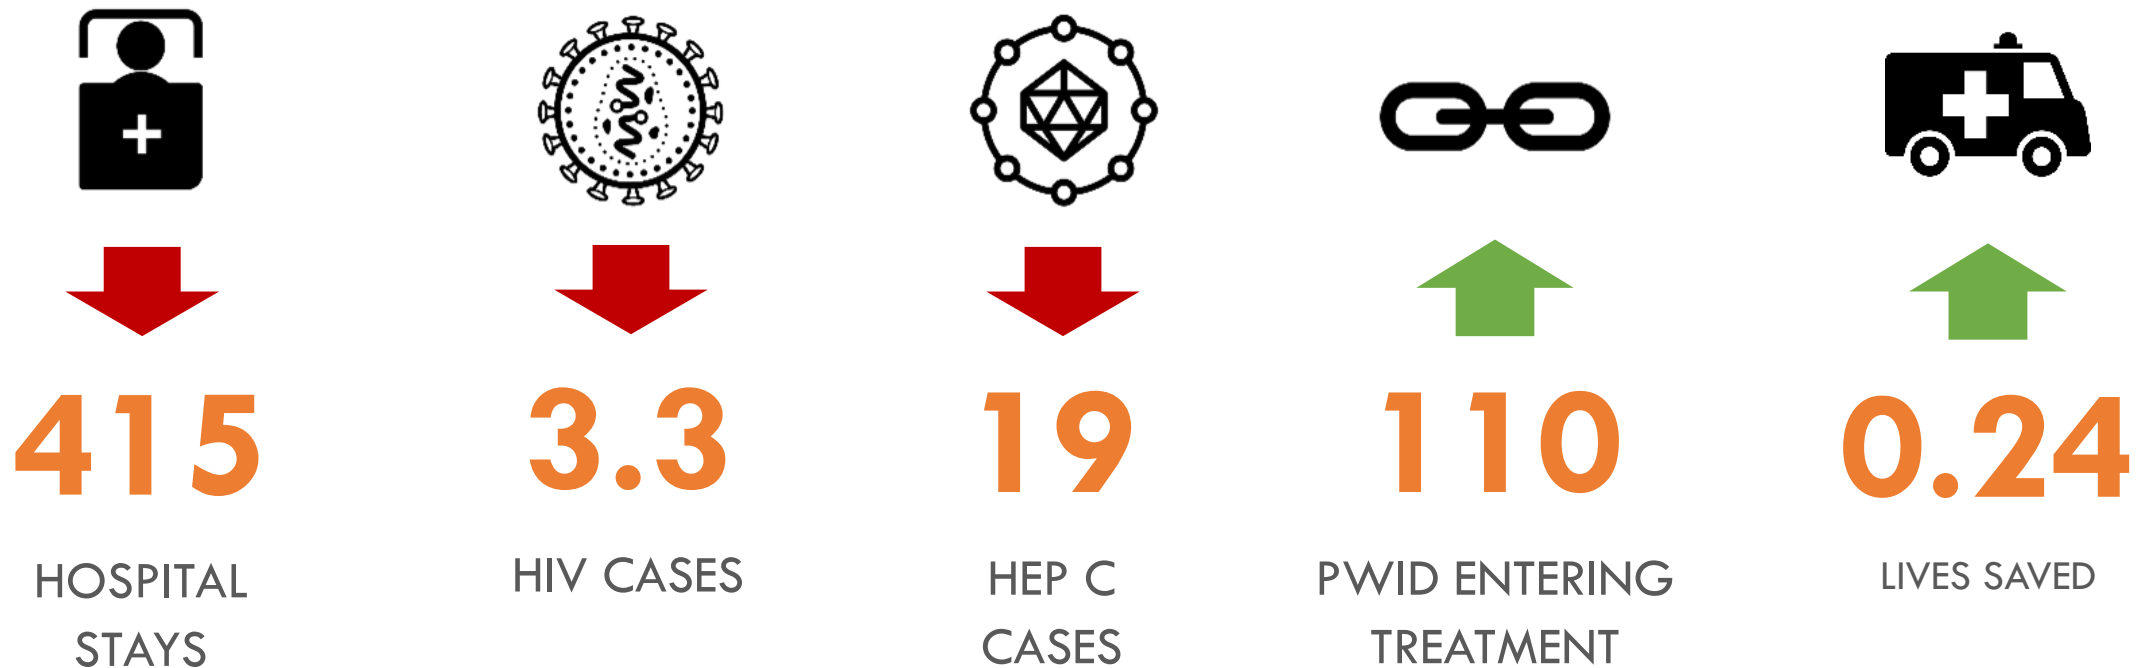 415
HOSPITAL
STAYS
3.3
HIV CASES
19
HEP C
CASES
110
PWID ENTERING
TREATMENT
0.24
LIVES SAVED